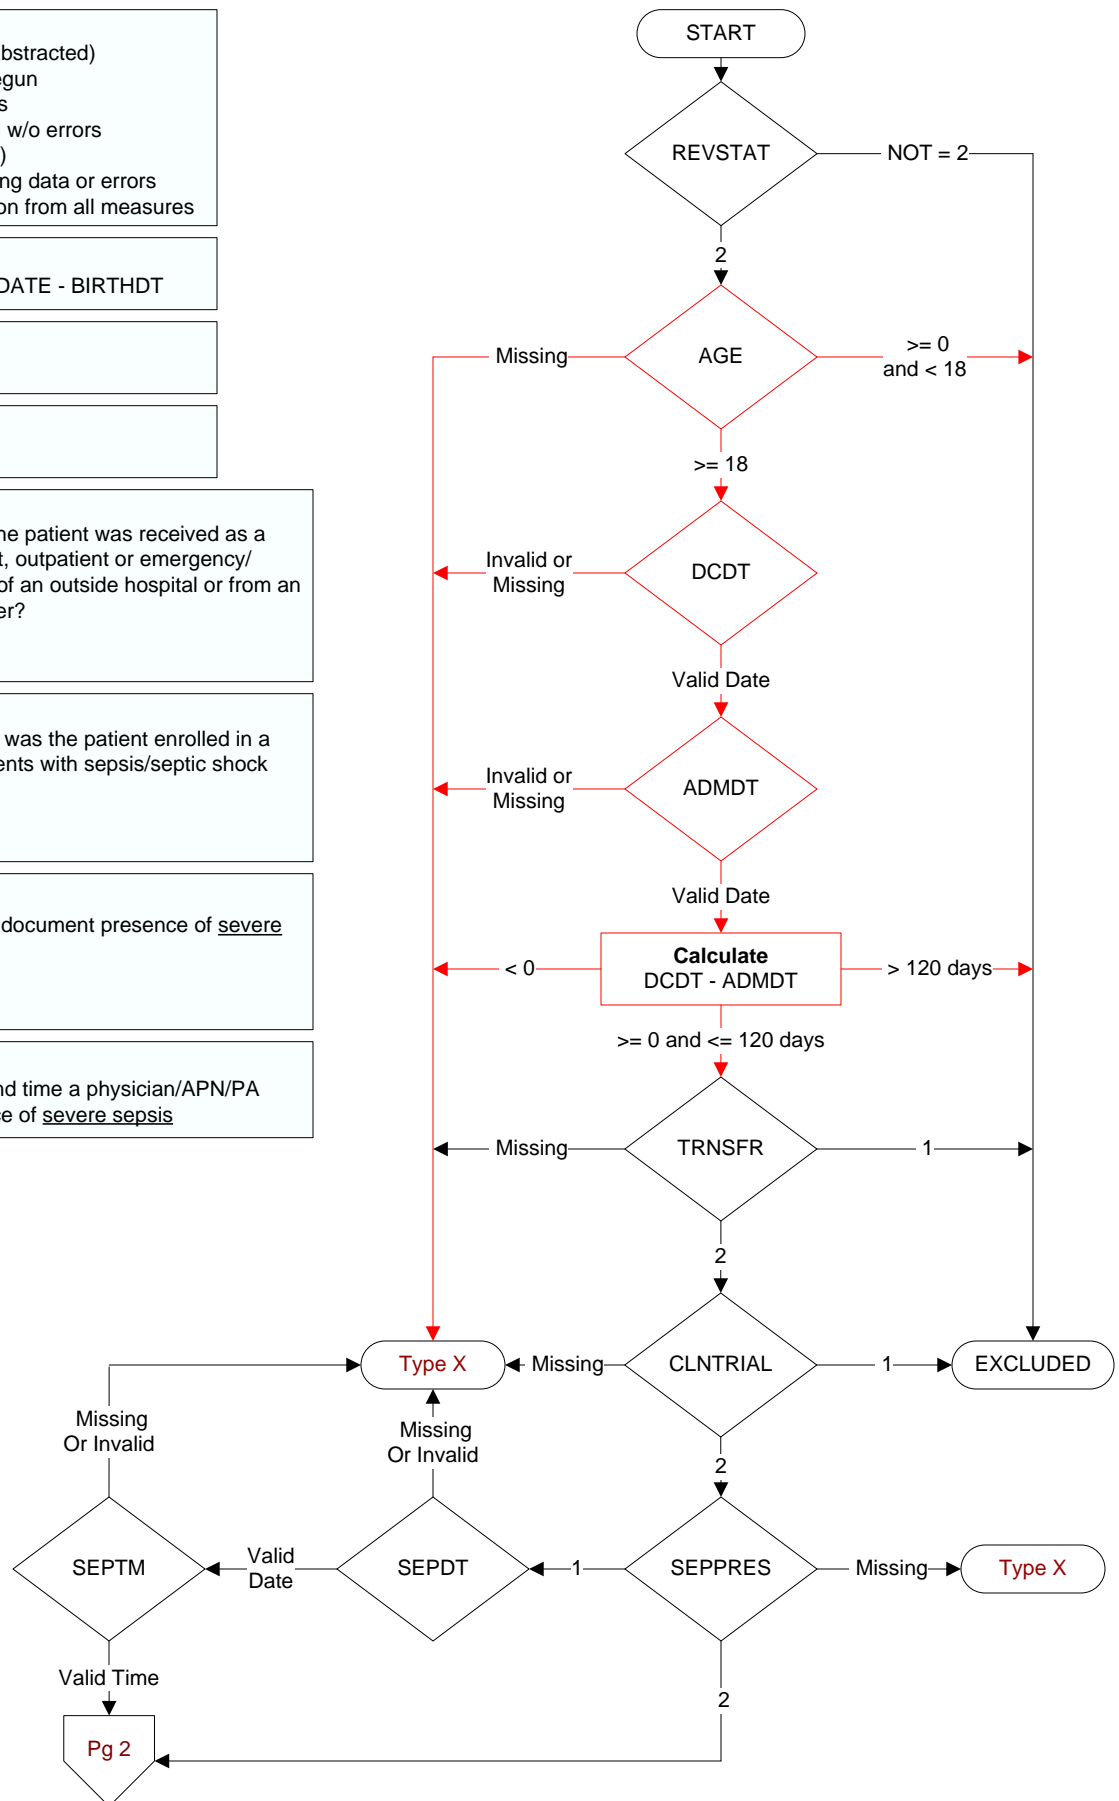 bstracted)
egun
s
w/o errors
)
ng data or errors
on from all measures
DATE - BIRTHDT
he patient was received as a
t, outpatient or emergency/
of an outside hospital or from an
er?
was the patient enrolled in a
ents with sepsis/septic shock
document presence of severe
nd time a physician/APN/PA
ce of severe sepsis
START
REVSTAT
NOT = 2
2
Missing
AGE
>= 0
and < 18
>= 18
Invalid or
Missing
DCDT
Valid Date
Invalid or
Missing
ADMDT
Valid Date
< 0
Calculate
DCDT - ADMDT
> 120 days
>= 0 and <= 120 days
Missing
TRNSFR
1
2
Type X
Missing
CLNTRIAL
1
EXCLUDED
Missing
Or Invalid
Missing
Or Invalid
2
SEPTM
Valid
Date
SEPDT
1
SEPPRES
Missing
Type X
Valid Time
2
Pg 2